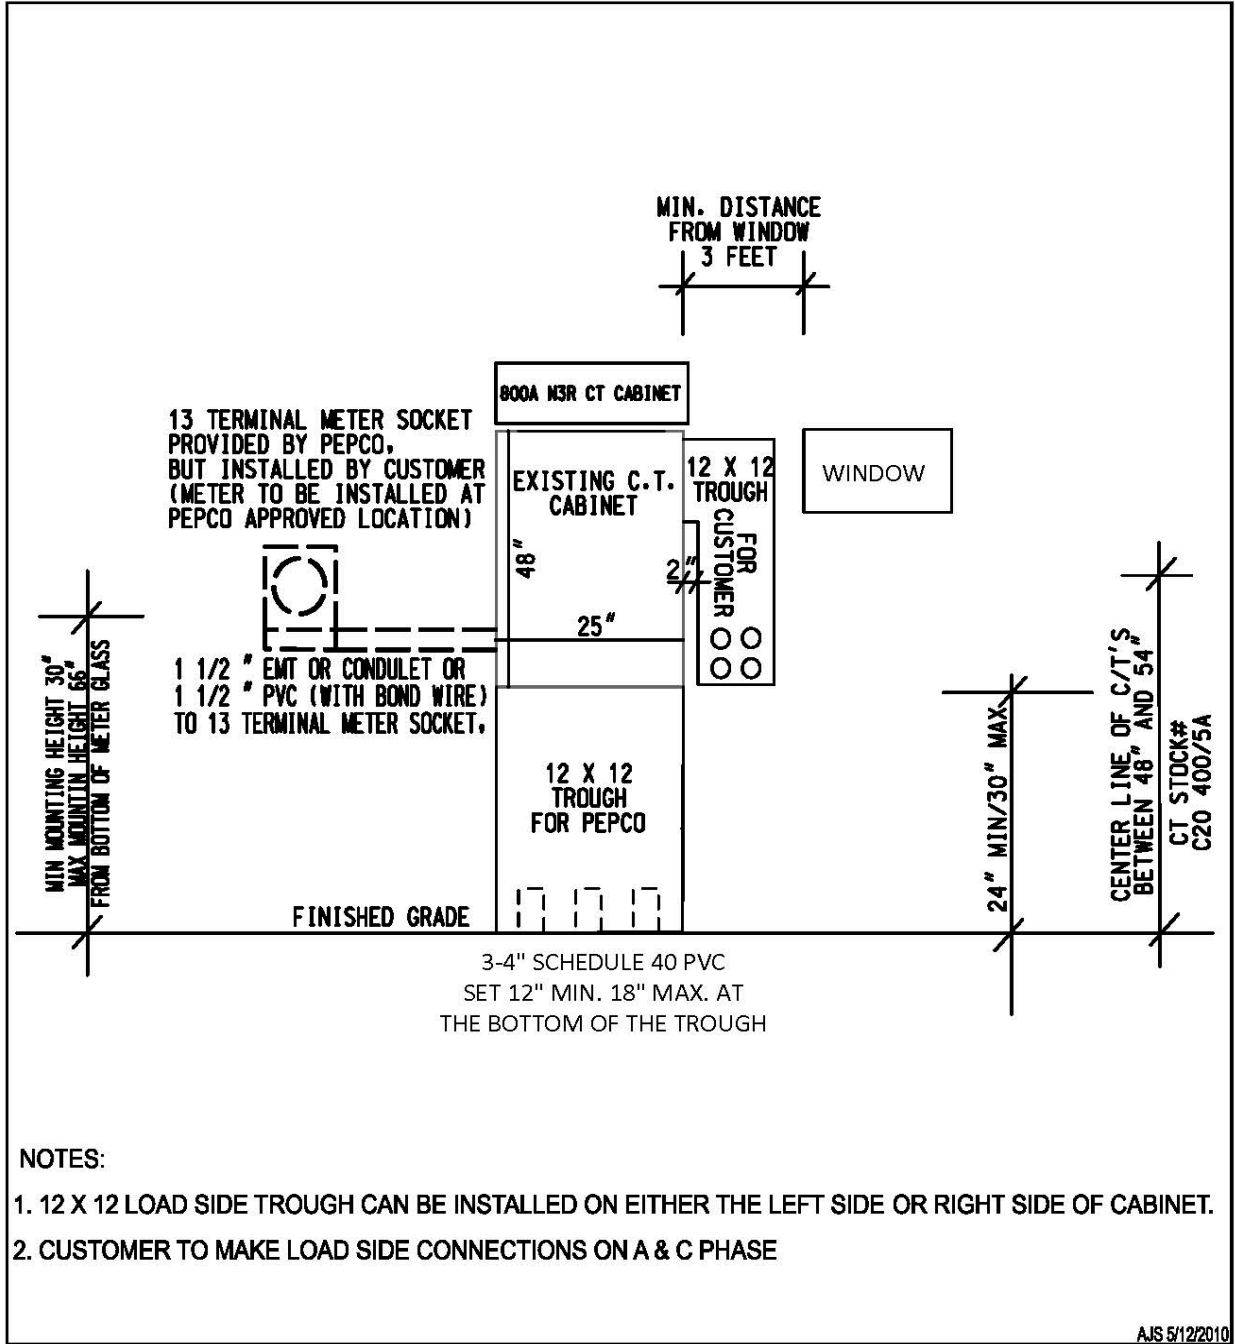 MIN. DISTANCE
FROM WINDOW
3 FEET
800A N3R CT CABINET
13 TERMINAL METER SOCKET
PROVIDED BY PEPCO,
BUT INSTALLED BY CUSTOMER
(METER TO BE INSTALLED AT
PEPCO APPROVED LOCATION)
EXISTING C.T.
CABINET
12 X 12
TROUGH
FOR
CUSTOMER
WINDOW
48"
2"
25"
1 1/2 " EMT OR CONDULET OR
1 1/2 " PVC (WITH BOND WIRE)
TO 13 TERMINAL METER SOCKET.
MIN MOUNTING HEIGHT 30"
MAX MOUNTIN HEIGHT 66"
FROM BOTTOM OF METER GLASS
12 X 12
TROUGH
FOR PEPCO
24" MIN/30" MAX
CENTER LINE OF C/T'S
BETWEEN 48" AND 54"
CT STOCK#
C20 400/5A
FINISHED GRADE
3-4" SCHEDULE 40 PVC
SET 12" MIN. 18" MAX. AT
THE BOTTOM OF THE TROUGH
NOTES:
1. 12 X 12 LOAD SIDE TROUGH CAN BE INSTALLED ON EITHER THE LEFT SIDE OR RIGHT SIDE OF CABINET.
2. CUSTOMER TO MAKE LOAD SIDE CONNECTIONS ON A & C PHASE
AJS 5/12/2010